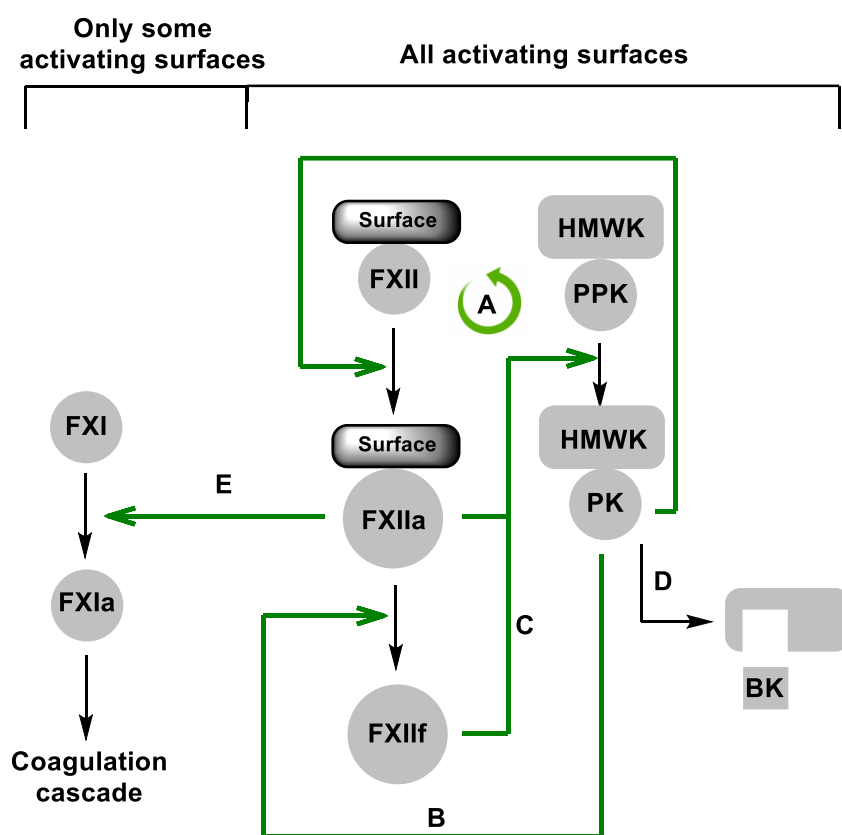 Only some
activating surfaces
All activating surfaces
Surface
FXII
A
HMWK
PPK
FXI
Surface
HMWK
E
FXIIa
PK
FXIa
D
C
BK
FXIIf
Coagulation
cascade
B